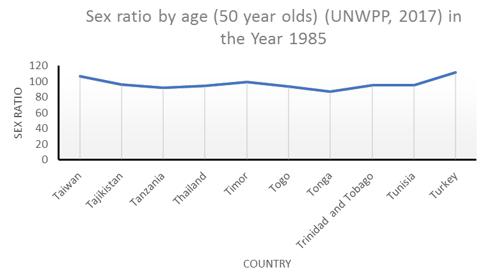 Sex ratio by age (50 year olds) (UNWPP, 2017) in
the Year 1985
SEX RATIO
120
100
80
60
40
20
0
Taiwan
Tajikistan
Tanzania
Thailand
Timor
Togo
Tonga
Trinidad and Tobago
Tunisia
Turkey
COUNTRY